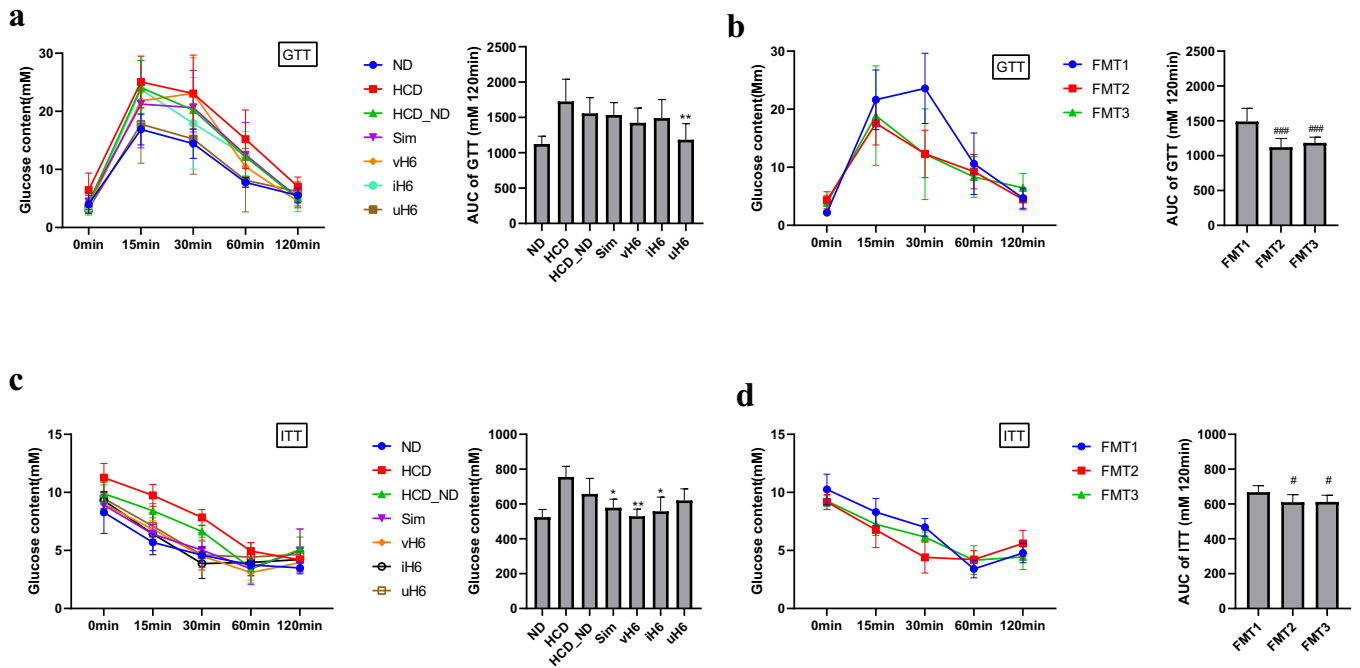 a
GTT
Glucose content(mM)
30
20
10
0
0min 15min 30min 60min 120min
ND
HCD
HCD_ND
Sim
vH6
iH6
uH6
AUC of GTT (mM 120min)
2500
2000
1500
1000
500
0
**
ND HCD HCD_ND Sim vH6 iH6 uH6
b
GTT
Glucose content(Mm)
30
20
10
0
0min 15min 30min 60min 120min
FMT1
FMT2
FMT3
AUC of GTT (mM 120min)
2500
2000
1500
1000
500
0
### ###
FMT1 FMT2 FMT3
c
ITT
Glucose content(mM)
15
10
5
0
0min 15min 30min 60min 120min
ND
HCD
HCD_ND
Sim
vH6
iH6
uH6
Glucose content(mM)
1000
800
600
400
200
0
* ** *
ND HCD HCD_ND Sim vH6 iH6 uH6
d
ITT
Glucose content(mM)
15
10
5
0
0min 15min 30min 60min 120min
FMT1
FMT2
FMT3
AUC of ITT (mM 120min)
1000
800
600
400
200
0
# #
FMT1 FMT2 FMT3